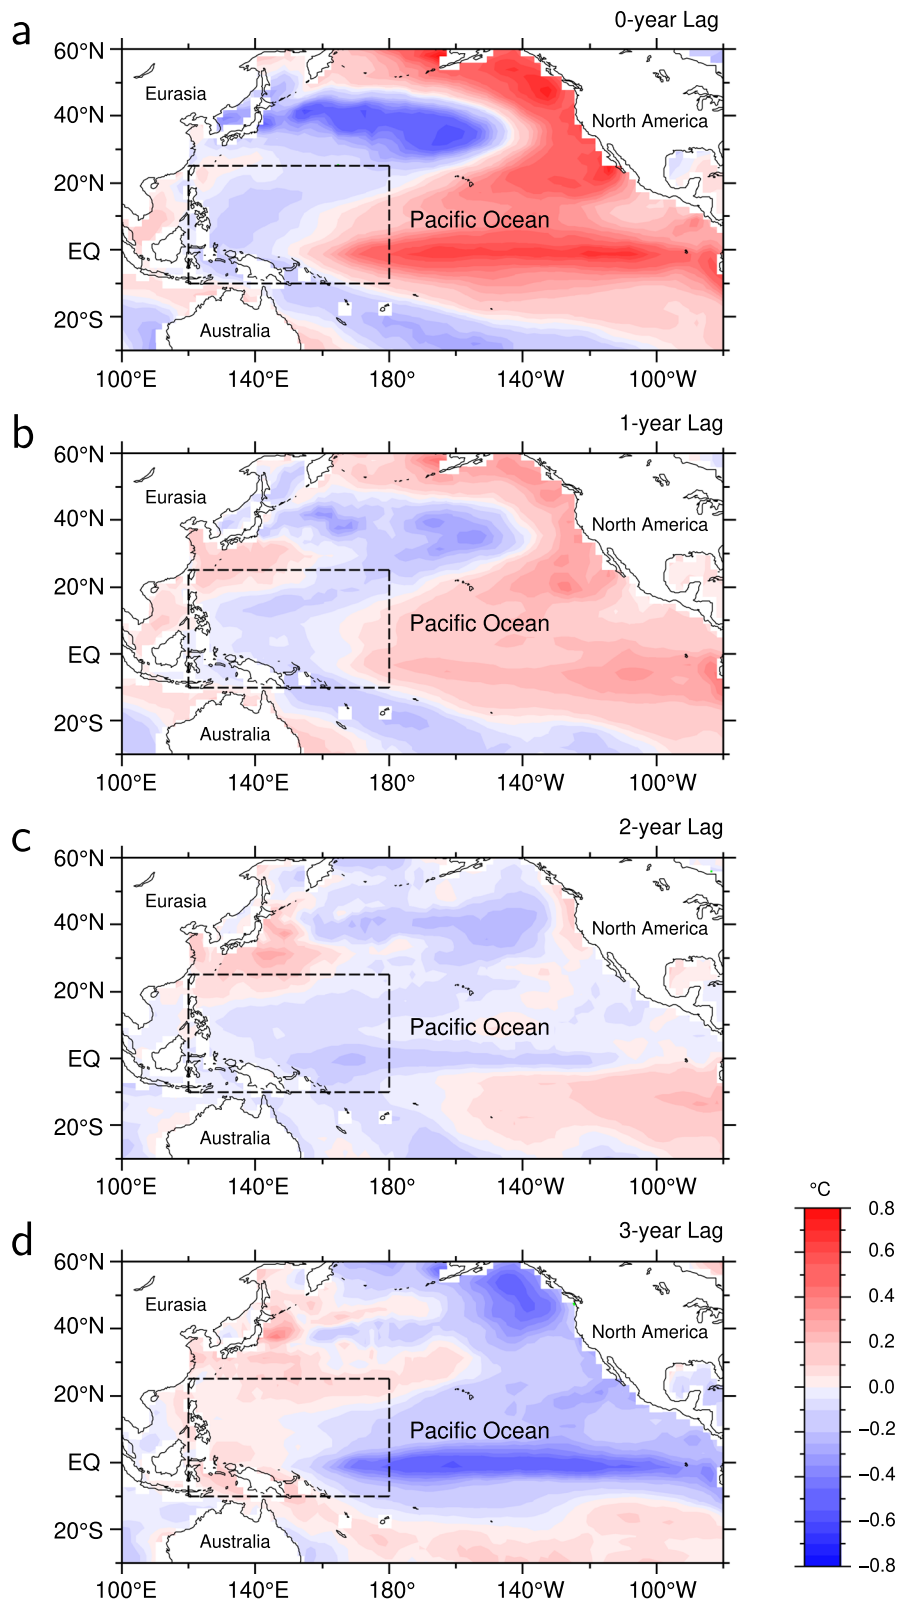 a
0-year Lag
60°N
40°N
20°N
EQ
20°S
Eurasia
North America
Pacific Ocean
Australia
100°E 140°E 180° 140°W 100°W
b
1-year Lag
60°N
40°N
20°N
EQ
20°S
Eurasia
North America
Pacific Ocean
Australia
100°E 140°E 180° 140°W 100°W
c
2-year Lag
60°N
40°N
20°N
EQ
20°S
Eurasia
North America
Pacific Ocean
Australia
100°E 140°E 180° 140°W 100°W
d
3-year Lag
60°N
40°N
20°N
EQ
20°S
Eurasia
North America
Pacific Ocean
Australia
100°E 140°E 180° 140°W 100°W
°C
0.8
0.6
0.4
0.2
0.0
−0.2
−0.4
−0.6
−0.8